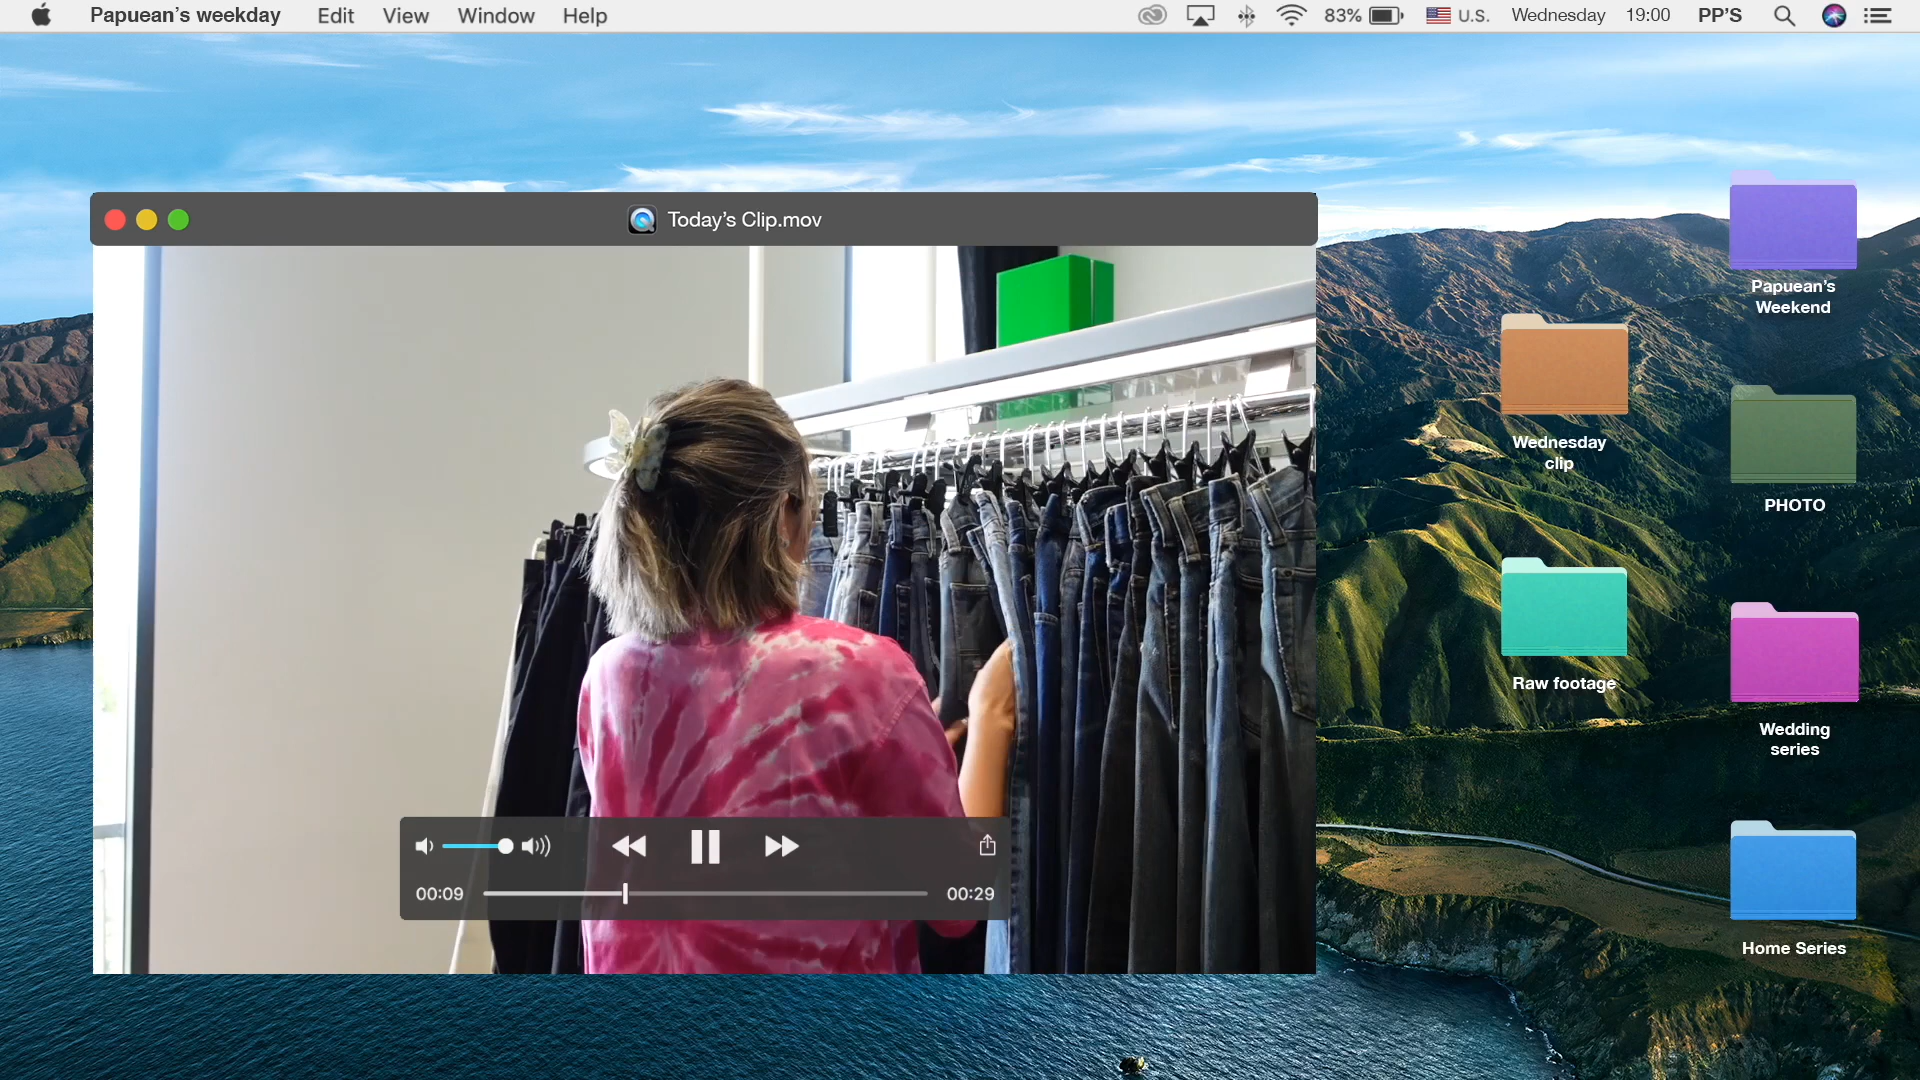 Papuean's weekday Edit View Window Help 83% U.S. Wednesday 19:00 PP'S
Today's Clip.mov
00:09 00:29
Papuean's
Weekend
Wednesday
clip
PHOTO
Raw footage
Wedding
series
Home Series